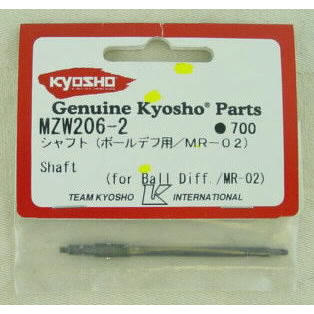 KYOSHO
Genuine Kyosho® Parts
MZW206-2 ●700
シャフト(ボールデフ用/MR-02)
Shaft
(for Ball Diff./MR-02)
TEAM KYOSHO LK INTERNATIONAL